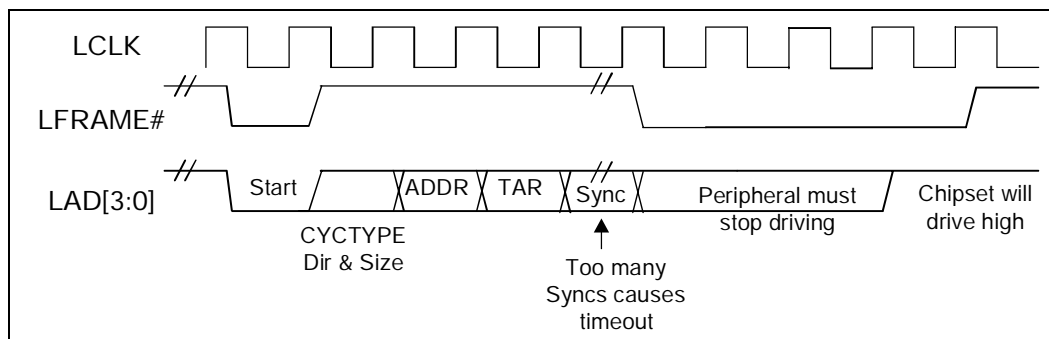 LCLK
LFRAME#
LAD[3:0]
Start
ADDR
TAR
Sync
Peripheral must
stop driving
Chipset will
drive high
CYCTYPE
Dir & Size
Too many
Syncs causes
timeout